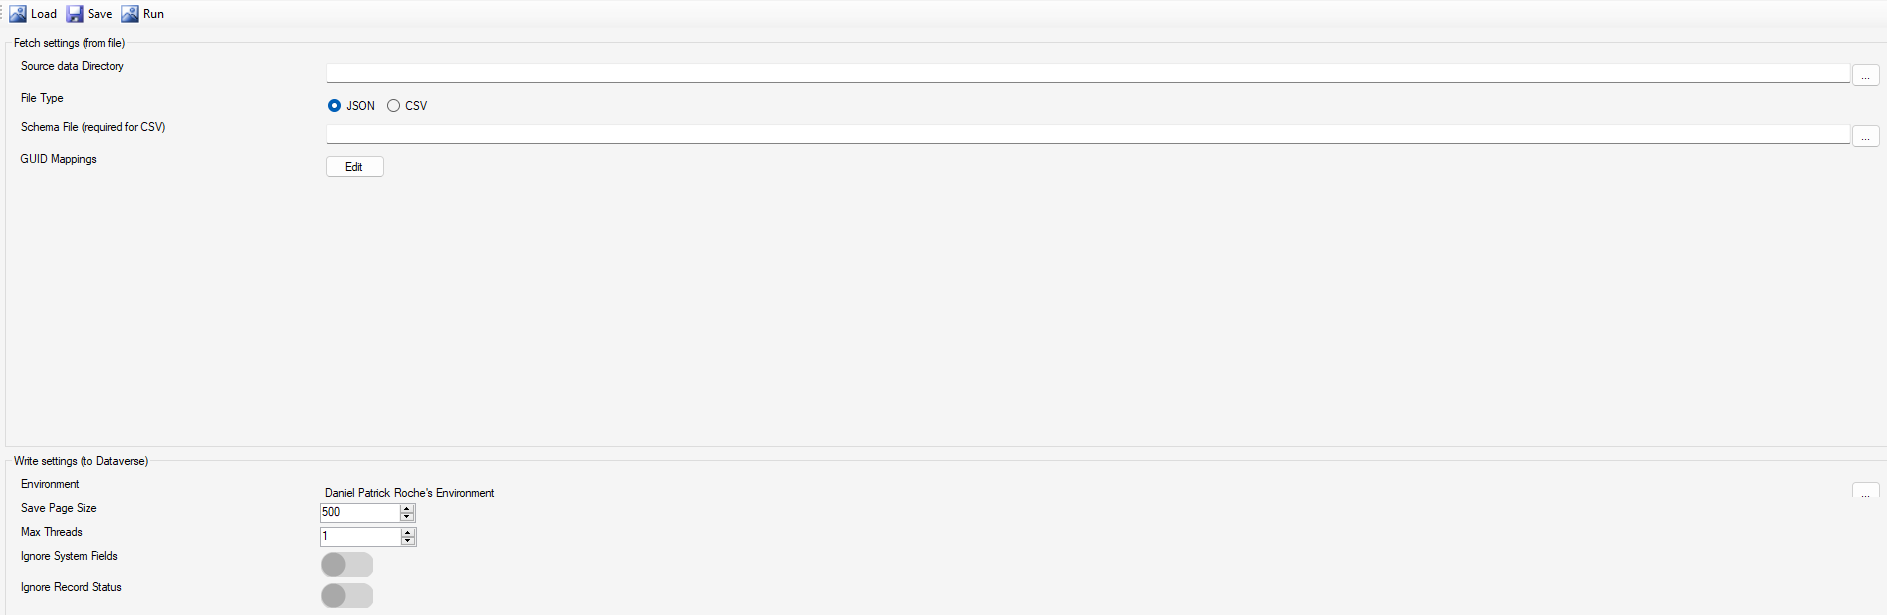 Load Save Run
Fetch settings (from file)
Source data Directory
...
File Type
JSON CSV
Schema File (required for CSV)
...
GUID Mappings
Edit
Write settings (to Dataverse)
Environment
Daniel Patrick Roche's Environment
...
Save Page Size
500
Max Threads
1
Ignore System Fields
Ignore Record Status